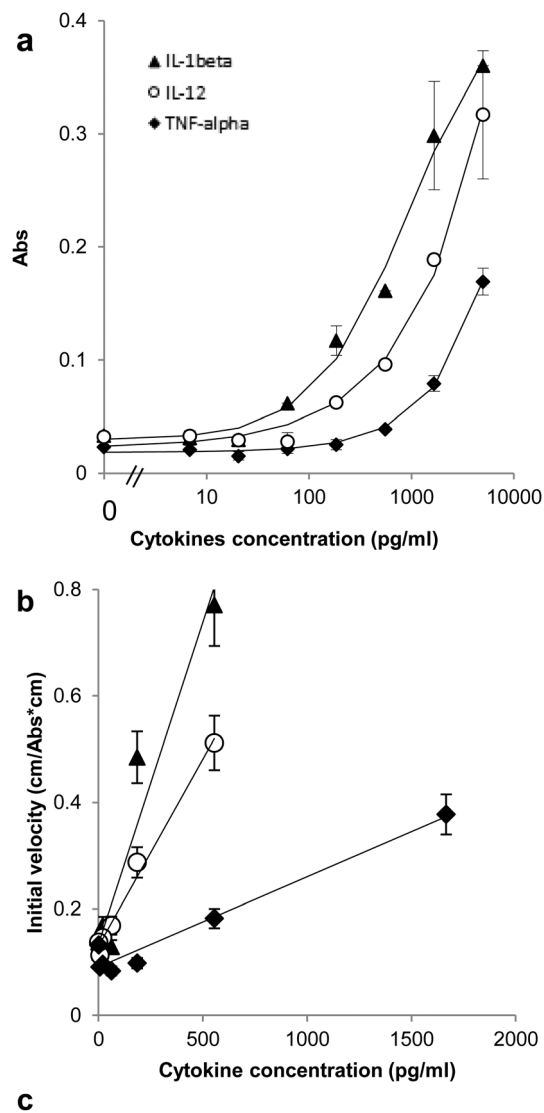 a
0.4
IL-1beta
IL-12
TNF-alpha
0.3
Abs
0.2
0.1
0
0 10 100 1000 10000
Cytokines concentration (pg/ml)
b
0.8
0.6
Initial velocity (cm/Abs*cm)
0.4
0.2
0
0 500 1000 1500 2000
Cytokine concentration (pg/ml)
c